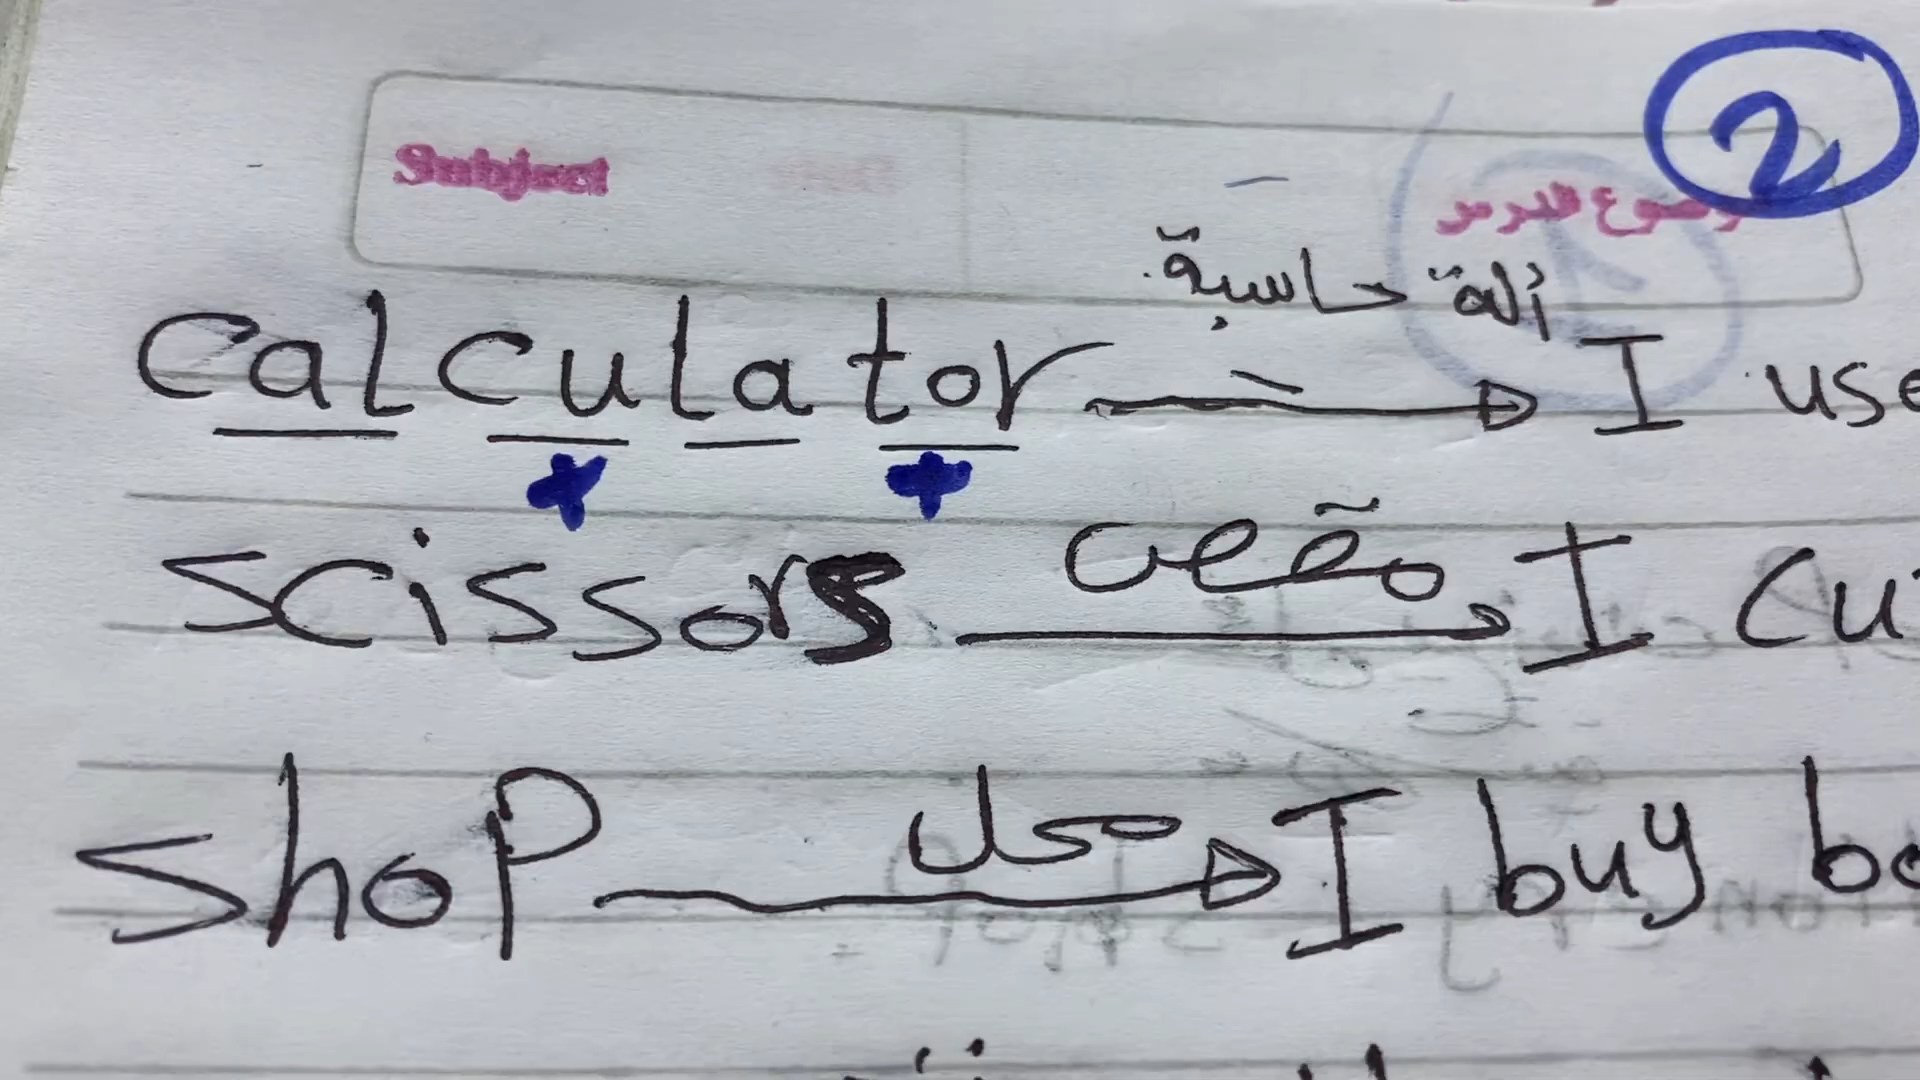 2
Subject موضوع الدرس
آلة حاسبة
calculator → I use
scissors مقص → I cu
shop محل → I buy bo